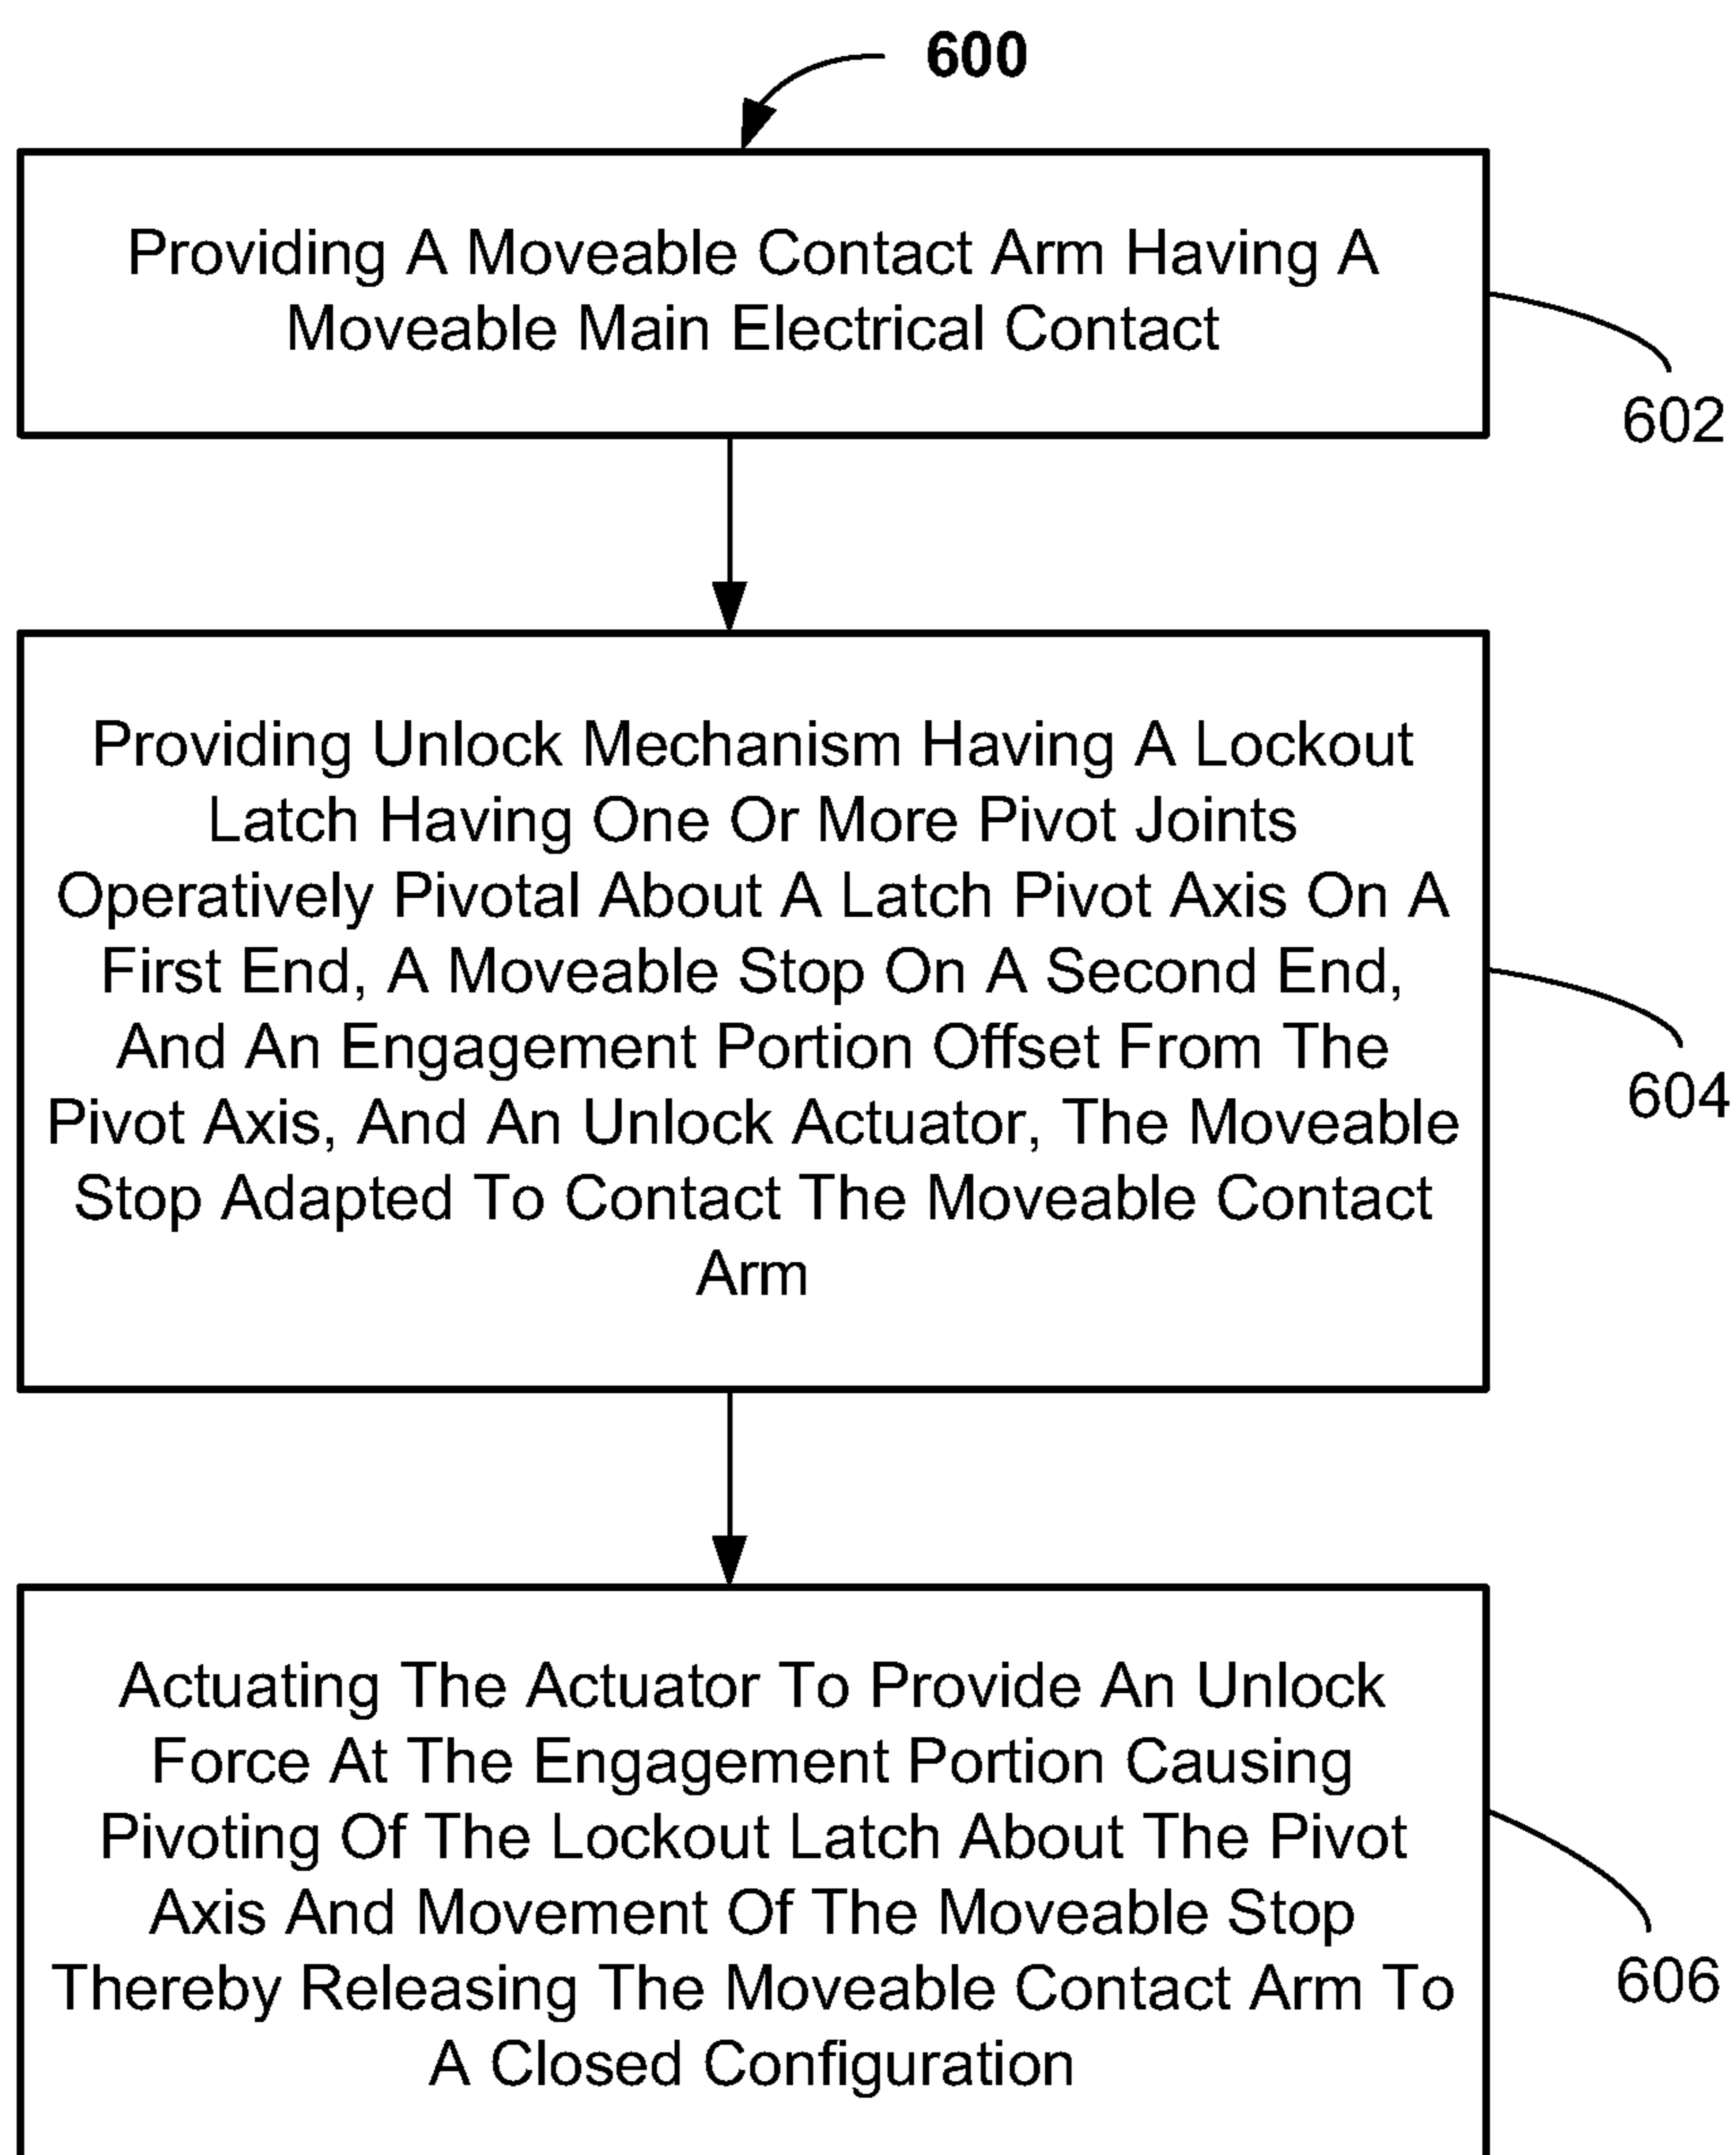 600
Providing A Moveable Contact Arm Having A
Moveable Main Electrical Contact
602
Providing Unlock Mechanism Having A Lockout
Latch Having One Or More Pivot Joints
Operatively Pivotal About A Latch Pivot Axis On A
First End, A Moveable Stop On A Second End,
And An Engagement Portion Offset From The
Pivot Axis, And An Unlock Actuator, The Moveable
Stop Adapted To Contact The Moveable Contact
Arm
604
Actuating The Actuator To Provide An Unlock
Force At The Engagement Portion Causing
Pivoting Of The Lockout Latch About The Pivot
Axis And Movement Of The Moveable Stop
Thereby Releasing The Moveable Contact Arm To
A Closed Configuration
606